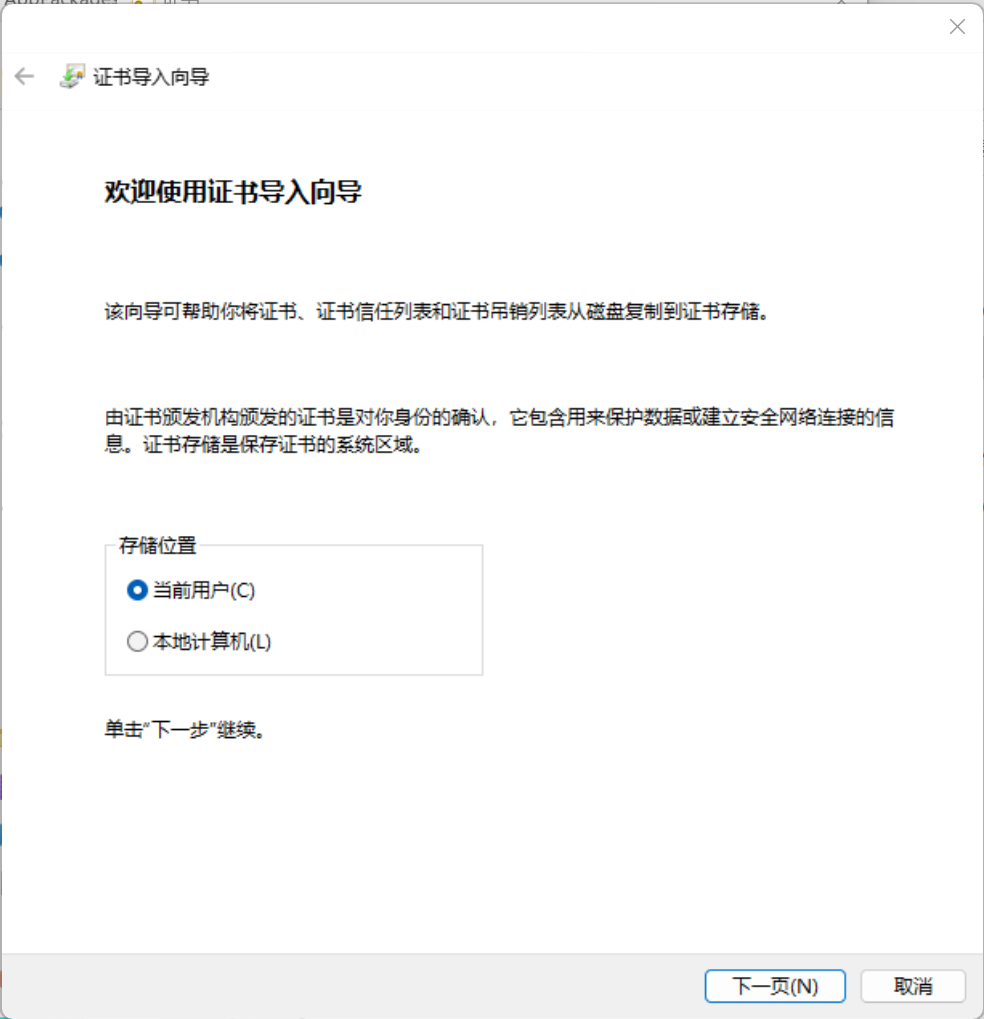 证书导入向导
欢迎使用证书导入向导
该向导可帮助你将证书、证书信任列表和证书吊销列表从磁盘复制到证书存储。
由证书颁发机构颁发的证书是对你身份的确认，它包含用来保护数据或建立安全网络连接的信
息。证书存储是保存证书的系统区域。
存储位置
当前用户(C)
本地计算机(L)
单击“下一步”继续。
下一页(N)
取消